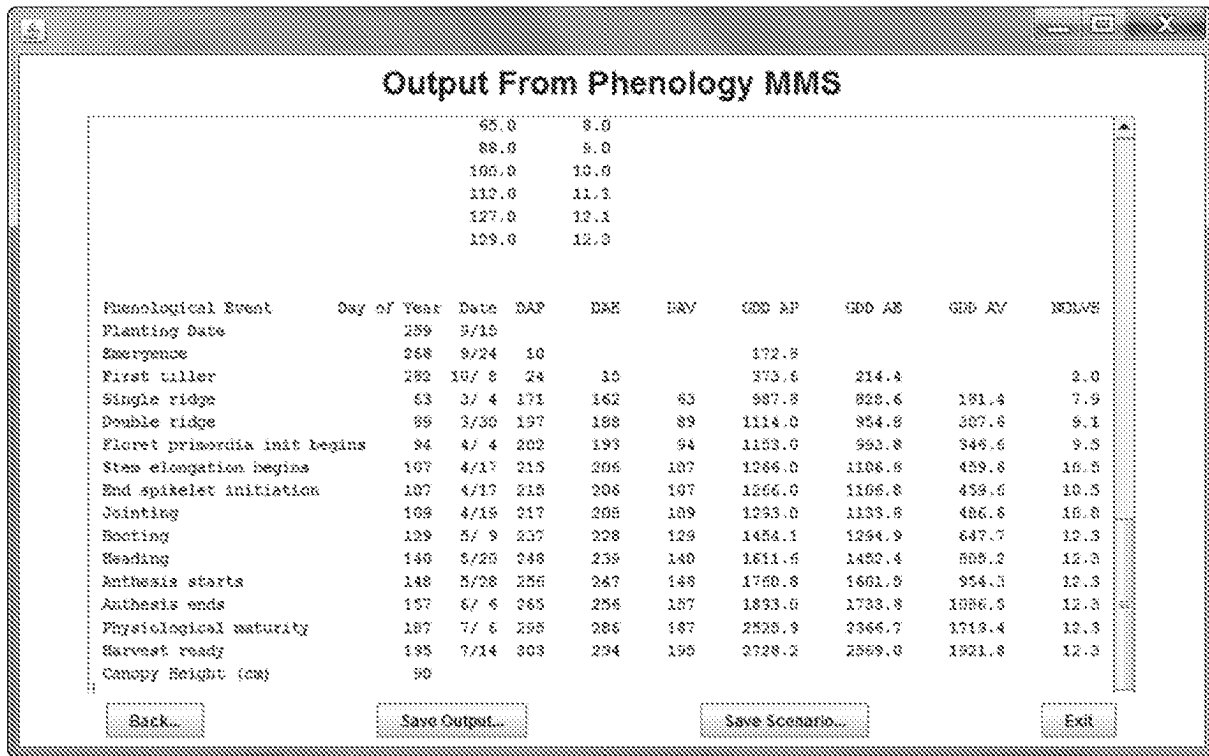 Output From Phenology MMS
65.0 8.0
88.0 9.0
100.0 10.0
112.0 11.1
127.0 12.1
129.0 12.3
Phenological Event Day of Year Date DAP DAE DAV GDD AP GDD AE GDD AV NOLVS
Planting Date 259 9/15
Emergence 268 9/24 10 172.8
First tiller 282 10/ 8 24 15 373.6 214.4
Single ridge 63 3/ 4 171 162 63 987.8 828.6 181.4 7.9
Double ridge 89 3/30 197 188 89 1114.0 954.8 307.6 9.1
Floret primordia init begins 94 4/ 4 202 193 94 1153.0 993.8 346.6 9.5
Stem elongation begins 107 4/17 215 206 107 1266.0 1106.8 459.6 10.5
End spikelet initiation 107 4/17 215 206 107 1266.0 1106.8 459.6 10.5
Jointing 109 4/19 217 208 109 1293.0 1133.8 486.6 10.8
Booting 129 5/ 9 237 228 129 1454.1 1294.9 647.7 12.3
Heading 140 5/20 248 239 140 1611.6 1452.4 805.2 12.3
Anthesis starts 148 5/28 256 247 148 1760.8 1601.5 954.3 12.3
Anthesis ends 157 6/ 6 265 256 157 1893.0 1733.8 1086.5 12.3
Physiological maturity 187 7/ 6 295 286 187 2525.9 2366.7 1719.4 12.3
Harvest ready 195 7/14 303 294 195 2728.2 2569.0 1921.8 12.3
Canopy Height (cm) 90
Back... Save Output... Save Scenario... Exit